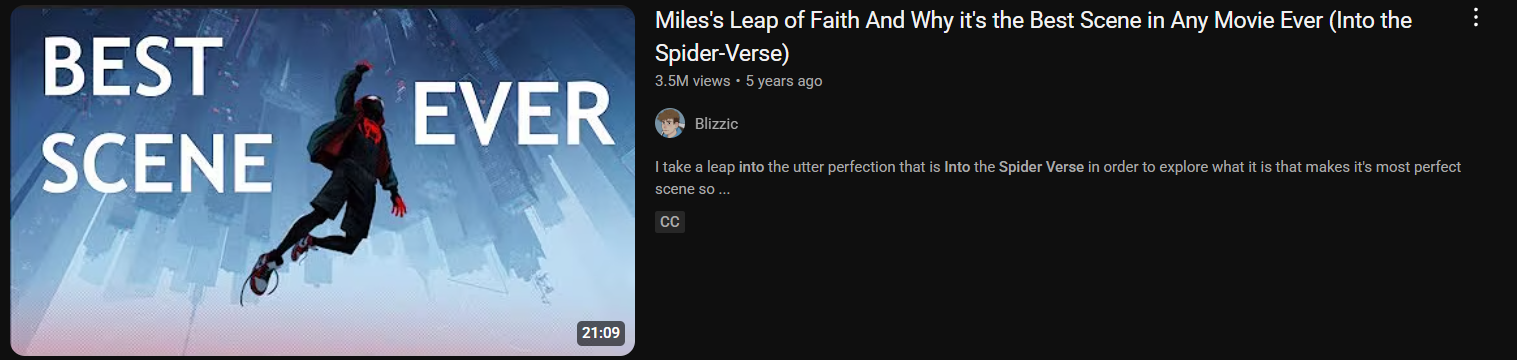 BEST
SCENE
EVER
21:09
Miles's Leap of Faith And Why it's the Best Scene in Any Movie Ever (Into the
Spider-Verse)
3.5M views • 5 years ago
Blizzic
I take a leap into the utter perfection that is Into the Spider Verse in order to explore what it is that makes it's most perfect
scene so ...
CC